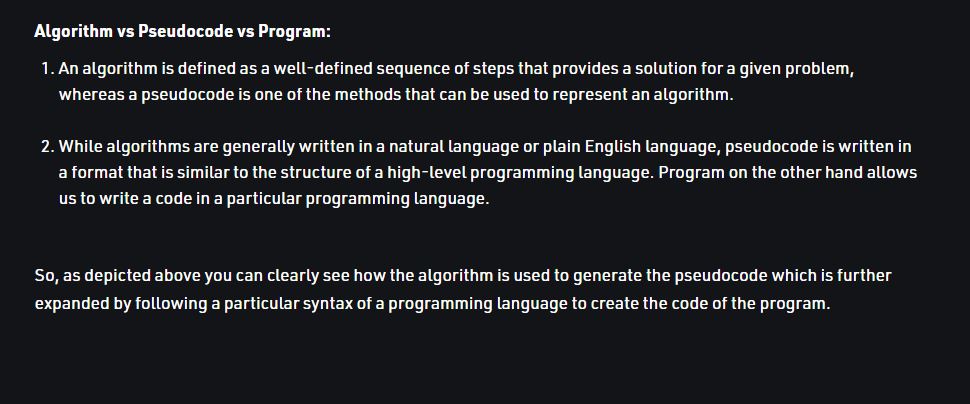 Algorithm vs Pseudocode vs Program:
1. An algorithm is defined as a well-defined sequence of steps that provides a solution for a given problem,
whereas a pseudocode is one of the methods that can be used to represent an algorithm.
2. While algorithms are generally written in a natural language or plain English language, pseudocode is written in
a format that is similar to the structure of a high-level programming language. Program on the other hand allows
us to write a code in a particular programming language.
So, as depicted above you can clearly see how the algorithm is used to generate the pseudocode which is further
expanded by following a particular syntax of a programming language to create the code of the program.